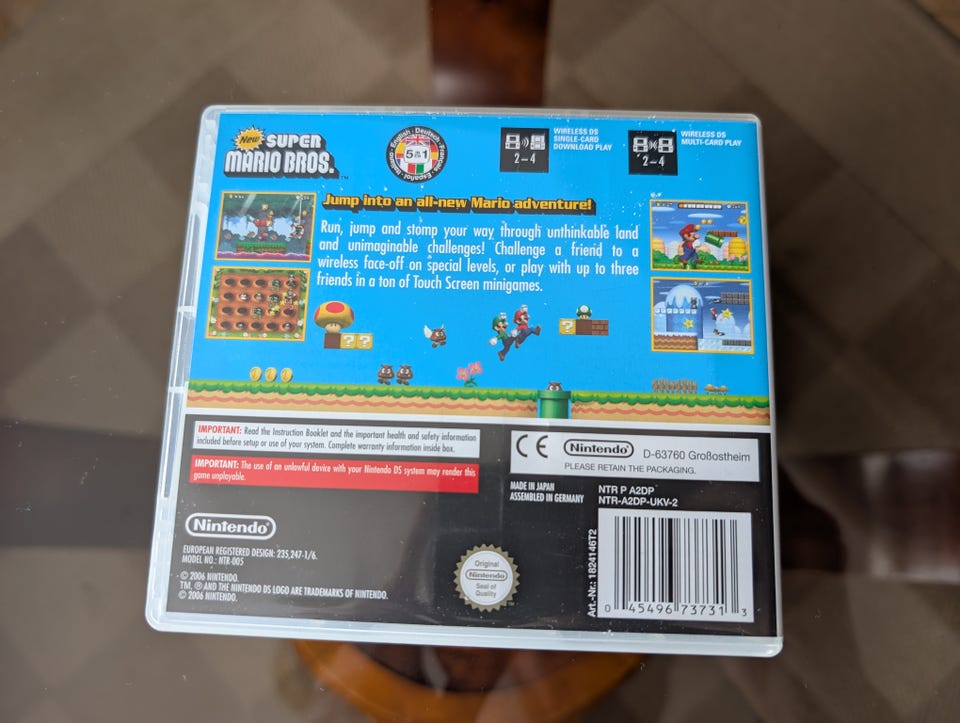 New SUPER
MARIO BROS.™
English · Deutsch · Français · Español · Italiano
5 in 1
2-4
WIRELESS DS
SINGLE-CARD
DOWNLOAD PLAY
2-4
WIRELESS DS
MULTI-CARD PLAY
Jump into an all-new Mario adventure!
Run, jump and stomp your way through unthinkable land
and unimaginable challenges! Challenge a friend to a
wireless face-off on special levels, or play with up to three
friends in a ton of Touch Screen minigames.
IMPORTANT: Read the Instruction Booklet and the important health and safety information
included before setup or use of your system. Complete warranty information inside box.
IMPORTANT: The use of an unlawful device with your Nintendo DS system may render this
game unplayable.
CE Nintendo® D-63760 Großostheim
PLEASE RETAIN THE PACKAGING.
MADE IN JAPAN
ASSEMBLED IN GERMANY
NTR P A2DP
NTR-A2DP-UKV-2
Nintendo®
EUROPEAN REGISTERED DESIGN: 235,247-1/6.
MODEL NO.: NTR-005
© 2006 NINTENDO.
TM, ® AND THE NINTENDO DS LOGO ARE TRADEMARKS OF NINTENDO.
© 2006 NINTENDO.
Original
Nintendo
Seal of
Quality
Art.-Nr.: 1824146T2
0 45496 73731 3